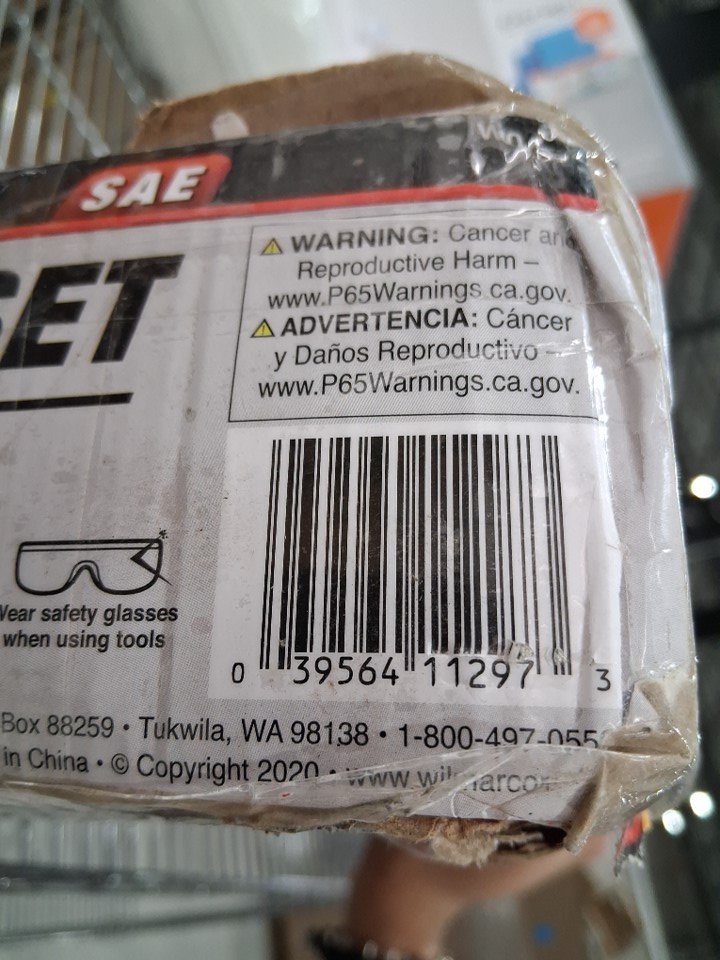 SAE
SET
WARNING: Cancer and
Reproductive Harm –
www.P65Warnings.ca.gov.
ADVERTENCIA: Cáncer
y Daños Reproductivo –
www.P65Warnings.ca.gov.
Wear safety glasses
when using tools
0 39564 11297 3
Box 88259 • Tukwila, WA 98138 • 1-800-497-055
in China • © Copyright 2020 •